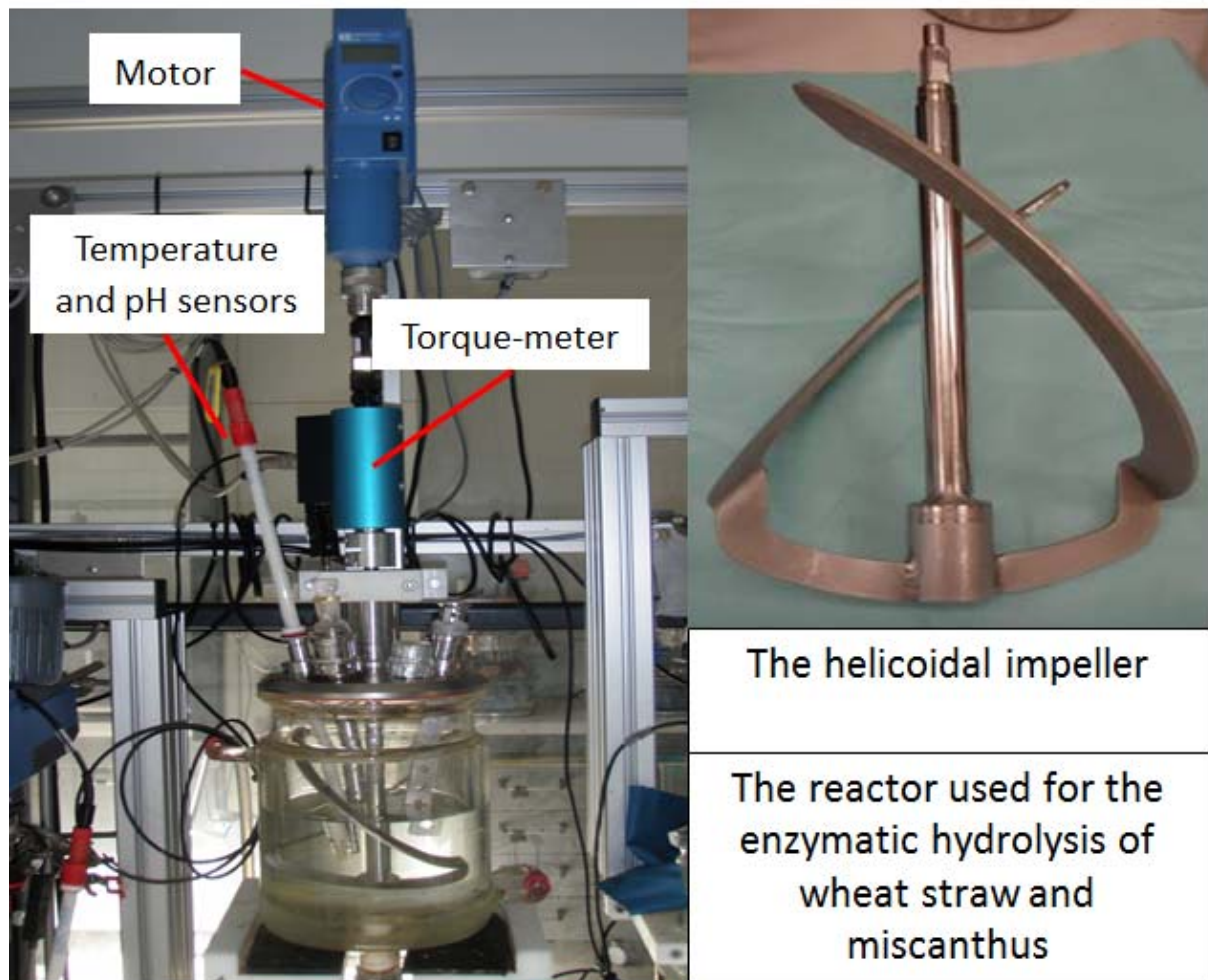 Motor
Temperature
and pH sensors
Torque-meter
The helicoidal impeller
The reactor used for the
enzymatic hydrolysis of
wheat straw and
miscanthus